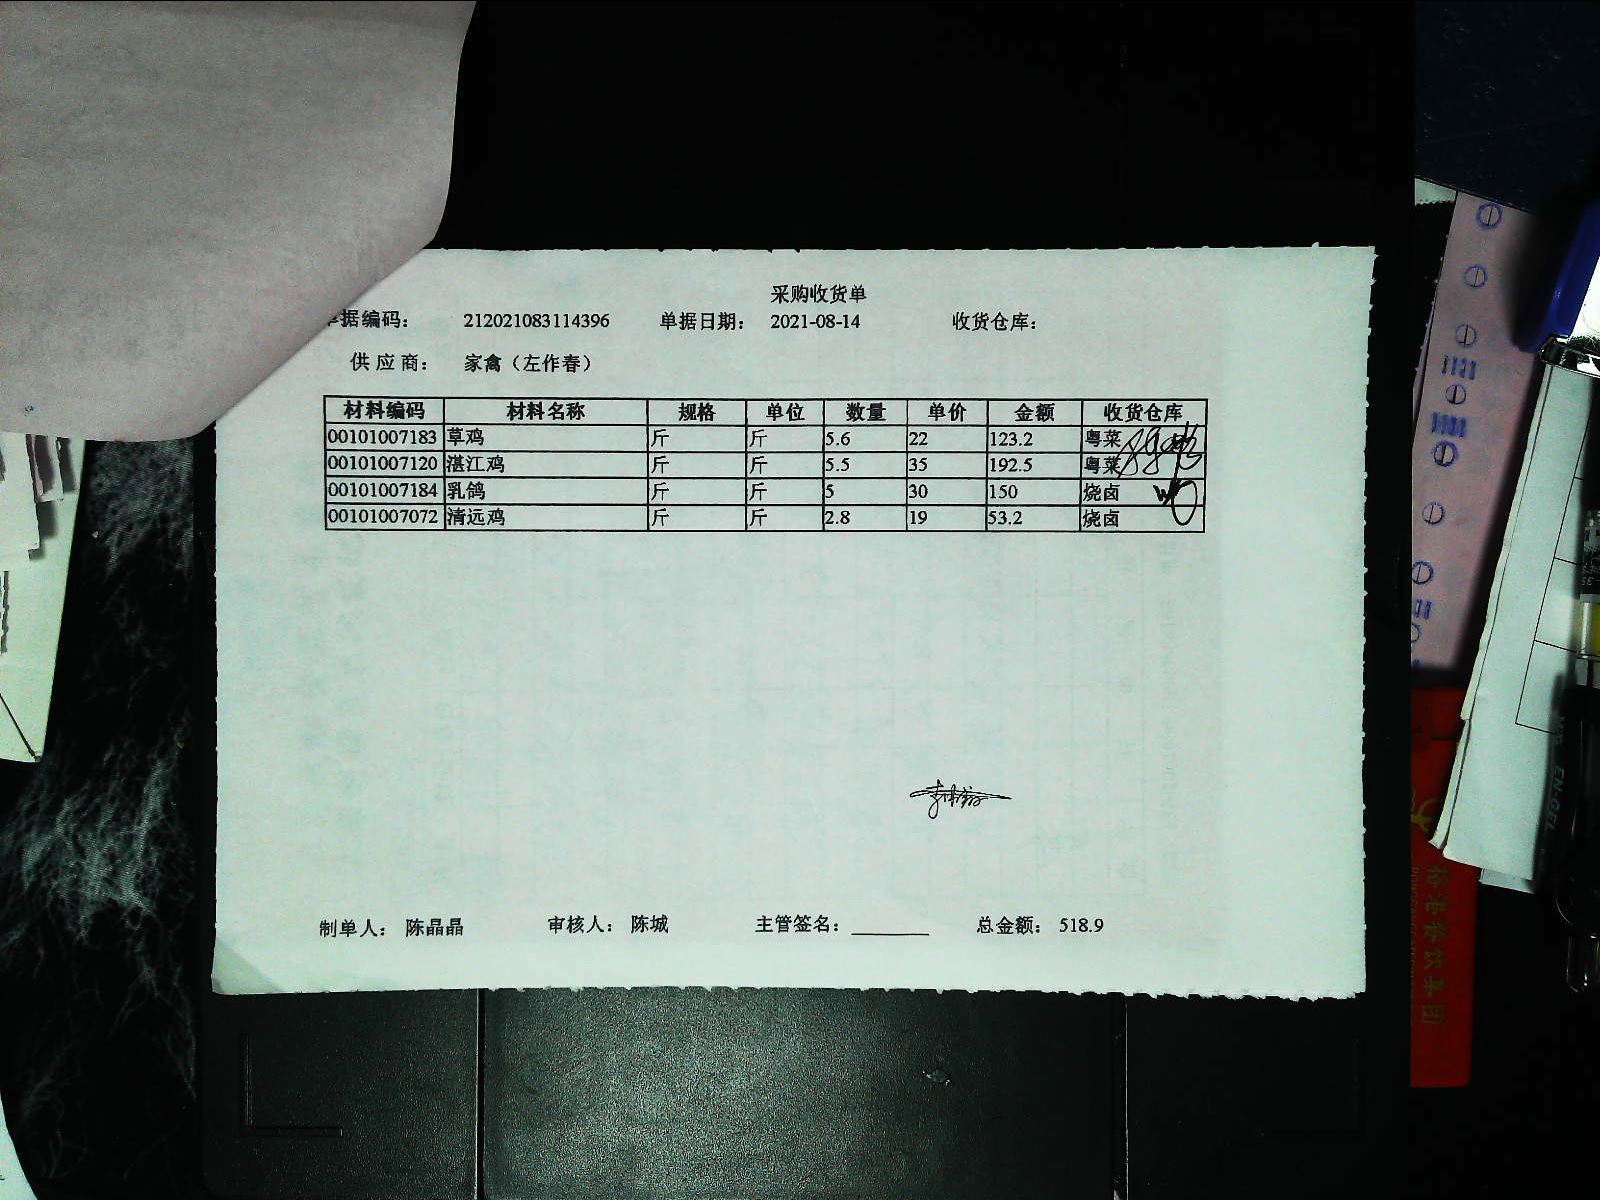 采购收货单
单据编码： 212021083114396 单据日期： 2021-08-14 收货仓库：
供应商： 家禽（左作春）
材料编码 材料名称 规格 单位 数量 单价 金额 收货仓库
00101007183 草鸡 斤 斤 5.6 22 123.2 粤菜
00101007120 湛江鸡 斤 斤 5.5 35 192.5 粤菜
00101007184 乳鸽 斤 斤 5 30 150 烧卤
00101007072 清远鸡 斤 斤 2.8 19 53.2 烧卤
制单人： 陈晶晶 审核人： 陈城 主管签名： 总金额： 518.9